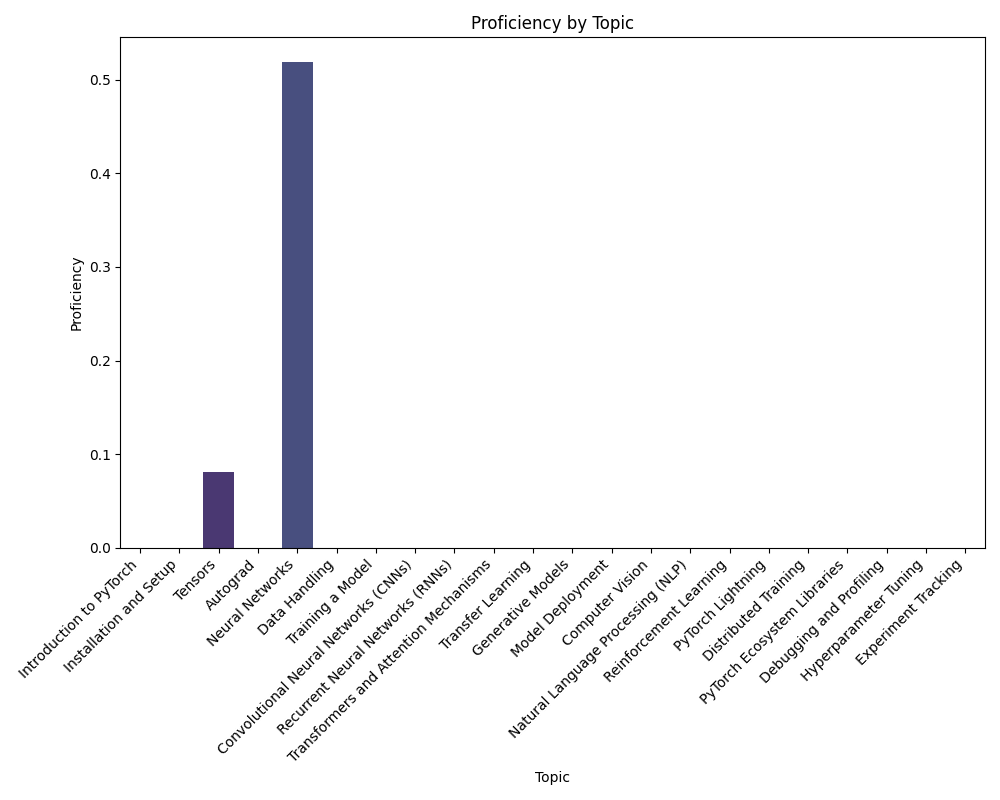 Proficiency by Topic
Proficiency
0.5
0.4
0.3
0.2
0.1
0.0
Introduction to PyTorch
Installation and Setup
Tensors
Autograd
Neural Networks
Data Handling
Training a Model
Convolutional Neural Networks (CNNs)
Recurrent Neural Networks (RNNs)
Transformers and Attention Mechanisms
Transfer Learning
Generative Models
Model Deployment
Computer Vision
Natural Language Processing (NLP)
Reinforcement Learning
PyTorch Lightning
Distributed Training
PyTorch Ecosystem Libraries
Debugging and Profiling
Hyperparameter Tuning
Experiment Tracking
Topic